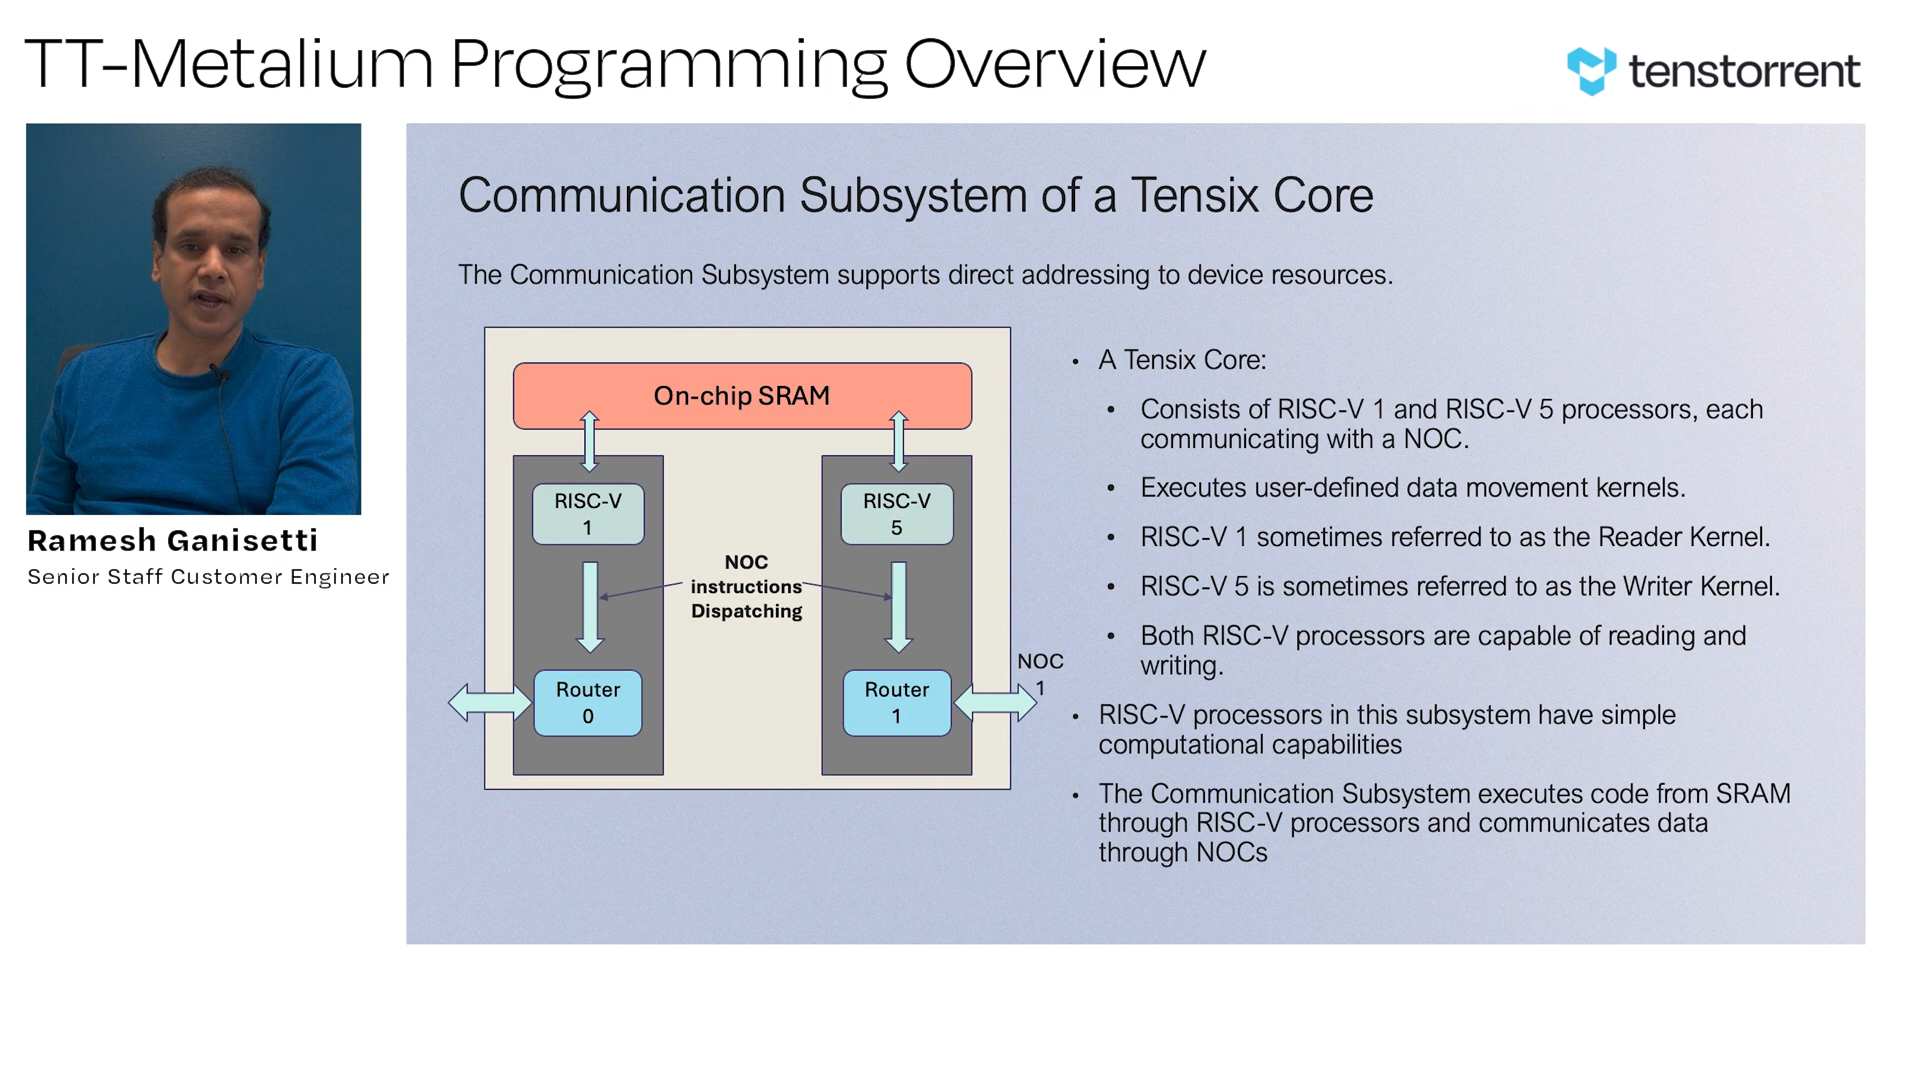 TT-Metalium Programming Overview
tenstorrent
Ramesh Ganisetti
Senior Staff Customer Engineer
Communication Subsystem of a Tensix Core
The Communication Subsystem supports direct addressing to device resources.
On-chip SRAM
RISC-V
1
RISC-V
5
NOC
instructions
Dispatching
Router
0
Router
1
NOC
1
• A Tensix Core:
• Consists of RISC-V 1 and RISC-V 5 processors, each
communicating with a NOC.
• Executes user-defined data movement kernels.
• RISC-V 1 sometimes referred to as the Reader Kernel.
• RISC-V 5 is sometimes referred to as the Writer Kernel.
• Both RISC-V processors are capable of reading and
writing.
• RISC-V processors in this subsystem have simple
computational capabilities
• The Communication Subsystem executes code from SRAM
through RISC-V processors and communicates data
through NOCs